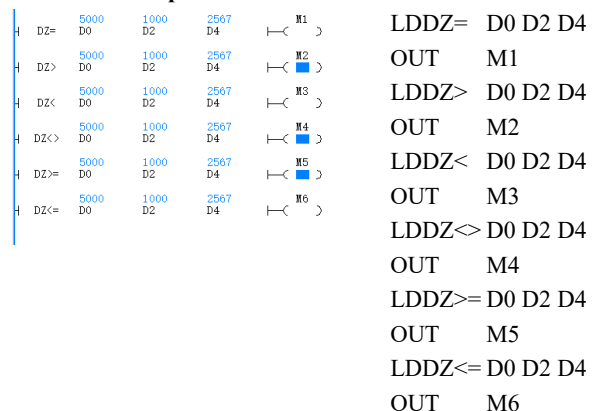 5000 1000 2567 M1
DZ= D0 D2 D4
5000 1000 2567 M2
DZ> D0 D2 D4
5000 1000 2567 M3
DZ< D0 D2 D4
5000 1000 2567 M4
DZ<> D0 D2 D4
5000 1000 2567 M5
DZ>= D0 D2 D4
5000 1000 2567 M6
DZ<= D0 D2 D4
LDDZ= D0 D2 D4
OUT M1
LDDZ> D0 D2 D4
OUT M2
LDDZ< D0 D2 D4
OUT M3
LDDZ<> D0 D2 D4
OUT M4
LDDZ>= D0 D2 D4
OUT M5
LDDZ<= D0 D2 D4
OUT M6